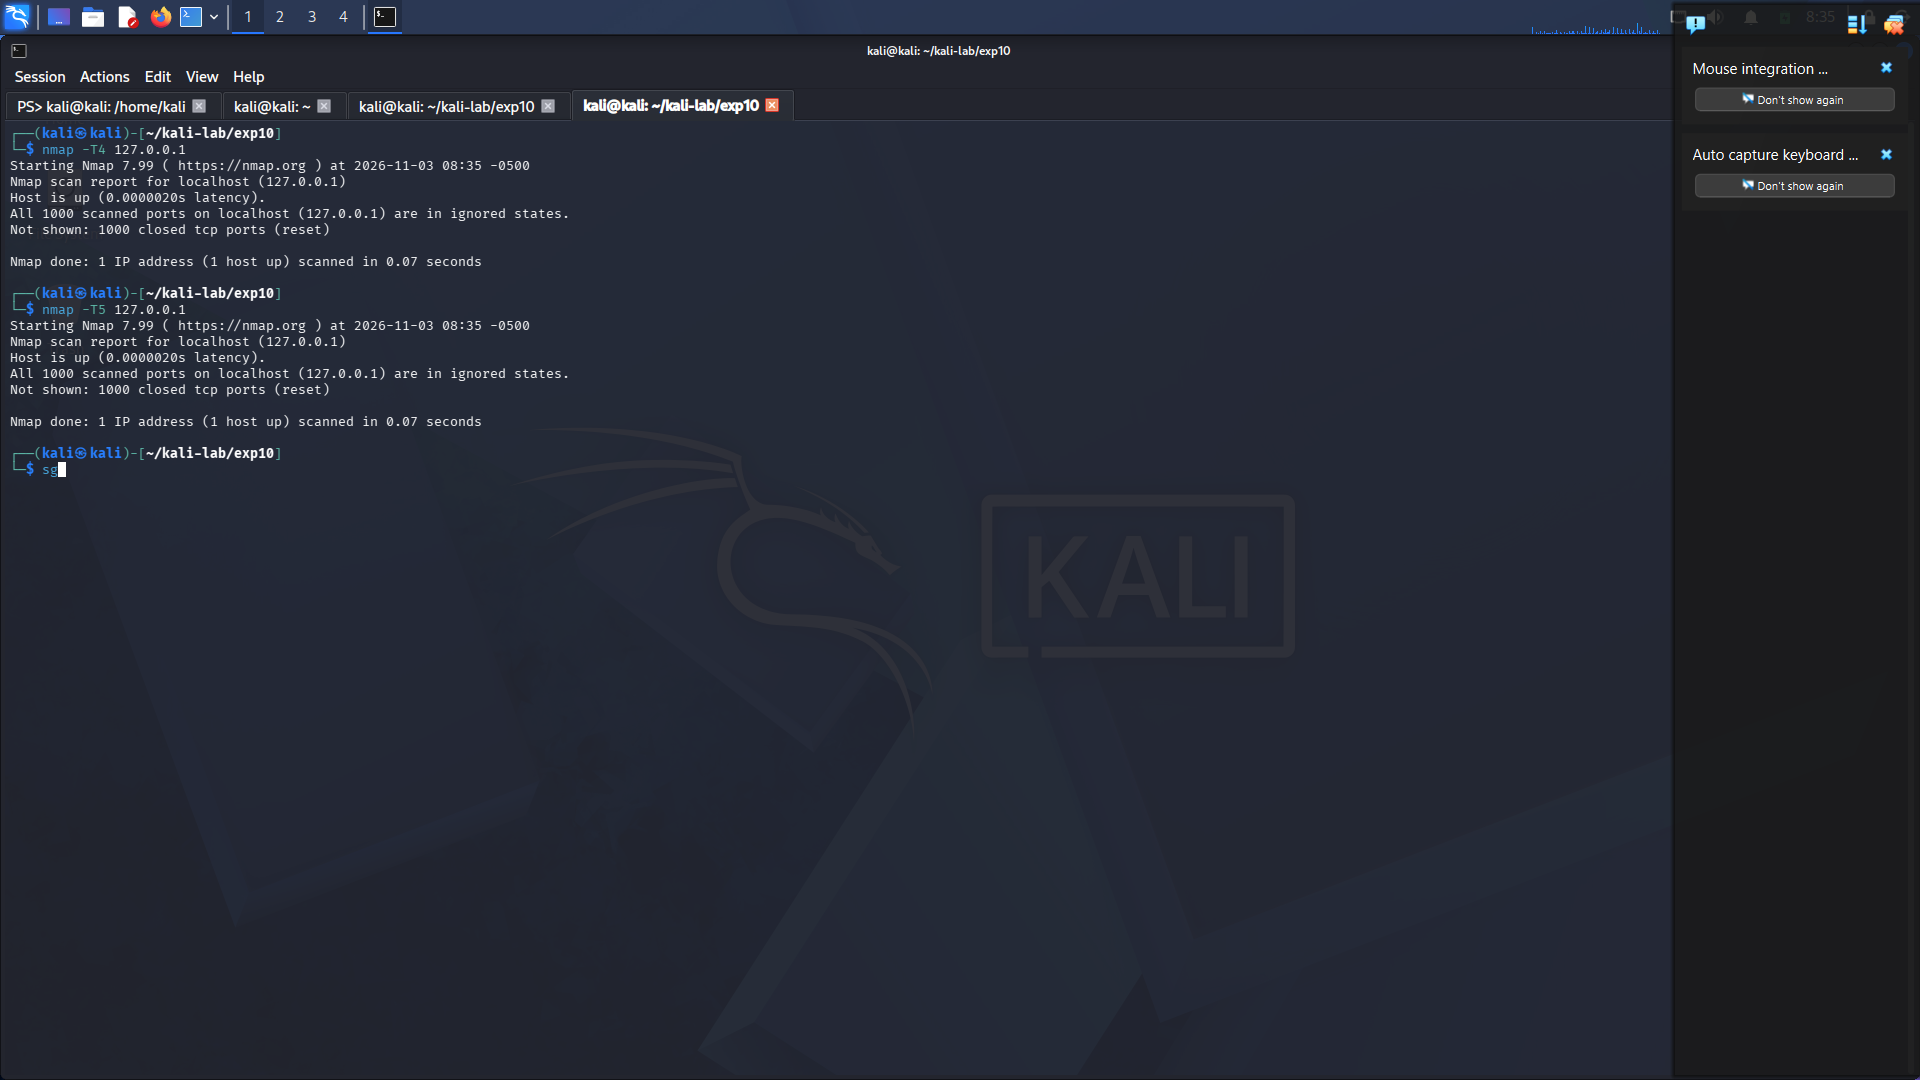 1 2 3 4
8:35
kali@kali: ~/kali-lab/exp10
Session Actions Edit View Help
PS> kali@kali: /home/kali
kali@kali: ~
kali@kali: ~/kali-lab/exp10
kali@kali: ~/kali-lab/exp10
┌──(kali㉿kali)-[~/kali-lab/exp10]
└─$ nmap -T4 127.0.0.1
Starting Nmap 7.99 ( https://nmap.org ) at 2026-11-03 08:35 -0500
Nmap scan report for localhost (127.0.0.1)
Host is up (0.0000020s latency).
All 1000 scanned ports on localhost (127.0.0.1) are in ignored states.
Not shown: 1000 closed tcp ports (reset)
Nmap done: 1 IP address (1 host up) scanned in 0.07 seconds
┌──(kali㉿kali)-[~/kali-lab/exp10]
└─$ nmap -T5 127.0.0.1
Starting Nmap 7.99 ( https://nmap.org ) at 2026-11-03 08:35 -0500
Nmap scan report for localhost (127.0.0.1)
Host is up (0.0000020s latency).
All 1000 scanned ports on localhost (127.0.0.1) are in ignored states.
Not shown: 1000 closed tcp ports (reset)
Nmap done: 1 IP address (1 host up) scanned in 0.07 seconds
┌──(kali㉿kali)-[~/kali-lab/exp10]
└─$ sg
KALI
Mouse integration ...
Don't show again
Auto capture keyboard ...
Don't show again